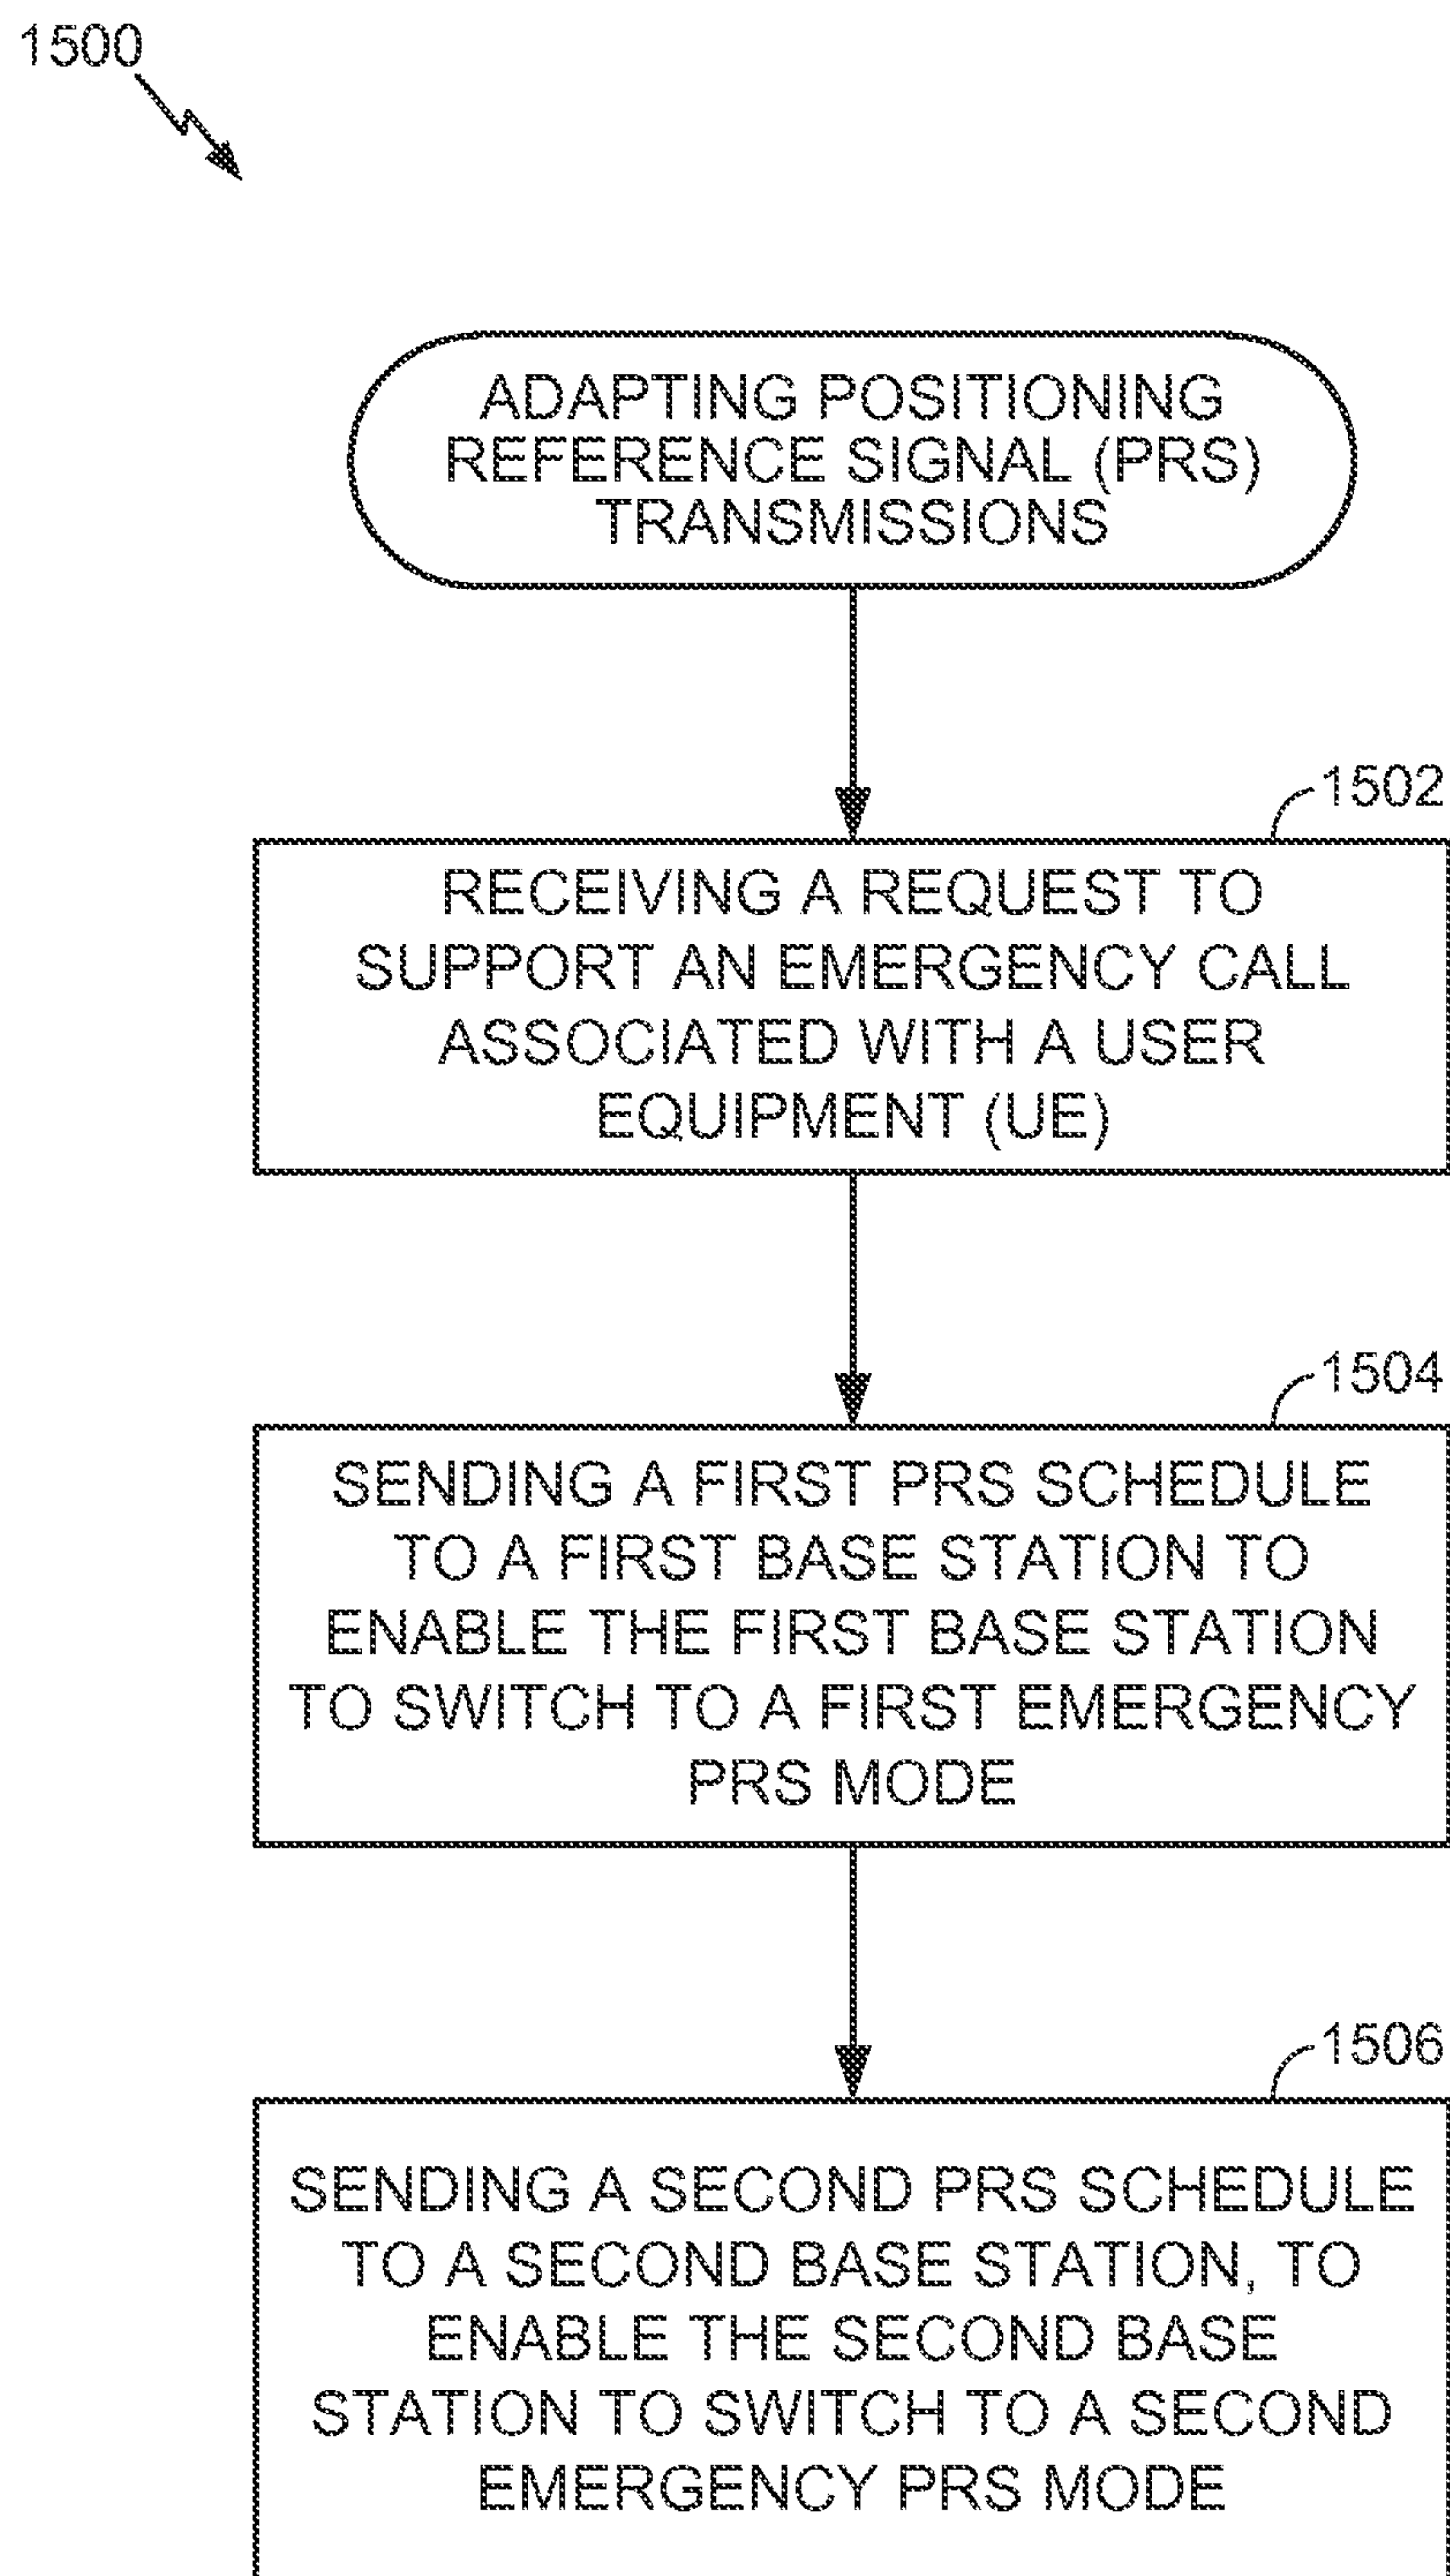 1500
ADAPTING POSITIONING
REFERENCE SIGNAL (PRS)
TRANSMISSIONS
1502
RECEIVING A REQUEST TO
SUPPORT AN EMERGENCY CALL
ASSOCIATED WITH A USER
EQUIPMENT (UE)
1504
SENDING A FIRST PRS SCHEDULE
TO A FIRST BASE STATION TO
ENABLE THE FIRST BASE STATION
TO SWITCH TO A FIRST EMERGENCY
PRS MODE
1506
SENDING A SECOND PRS SCHEDULE
TO A SECOND BASE STATION, TO
ENABLE THE SECOND BASE
STATION TO SWITCH TO A SECOND
EMERGENCY PRS MODE